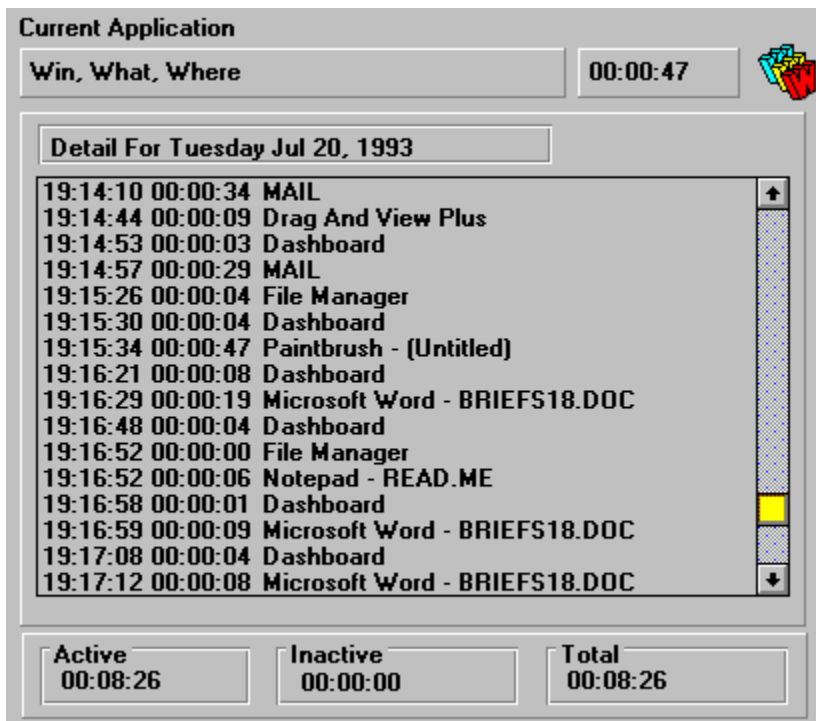 Current Application
Win, What, Where 00:00:47
Detail For Tuesday Jul 20, 1993
19:14:10 00:00:34 MAIL
19:14:44 00:00:09 Drag And View Plus
19:14:53 00:00:03 Dashboard
19:14:57 00:00:29 MAIL
19:15:26 00:00:04 File Manager
19:15:30 00:00:04 Dashboard
19:15:34 00:00:47 Paintbrush - (Untitled)
19:16:21 00:00:08 Dashboard
19:16:29 00:00:19 Microsoft Word - BRIEFS18.DOC
19:16:48 00:00:04 Dashboard
19:16:52 00:00:00 File Manager
19:16:52 00:00:06 Notepad - READ.ME
19:16:58 00:00:01 Dashboard
19:16:59 00:00:09 Microsoft Word - BRIEFS18.DOC
19:17:08 00:00:04 Dashboard
19:17:12 00:00:08 Microsoft Word - BRIEFS18.DOC
Active Inactive Total
00:08:26 00:00:00 00:08:26